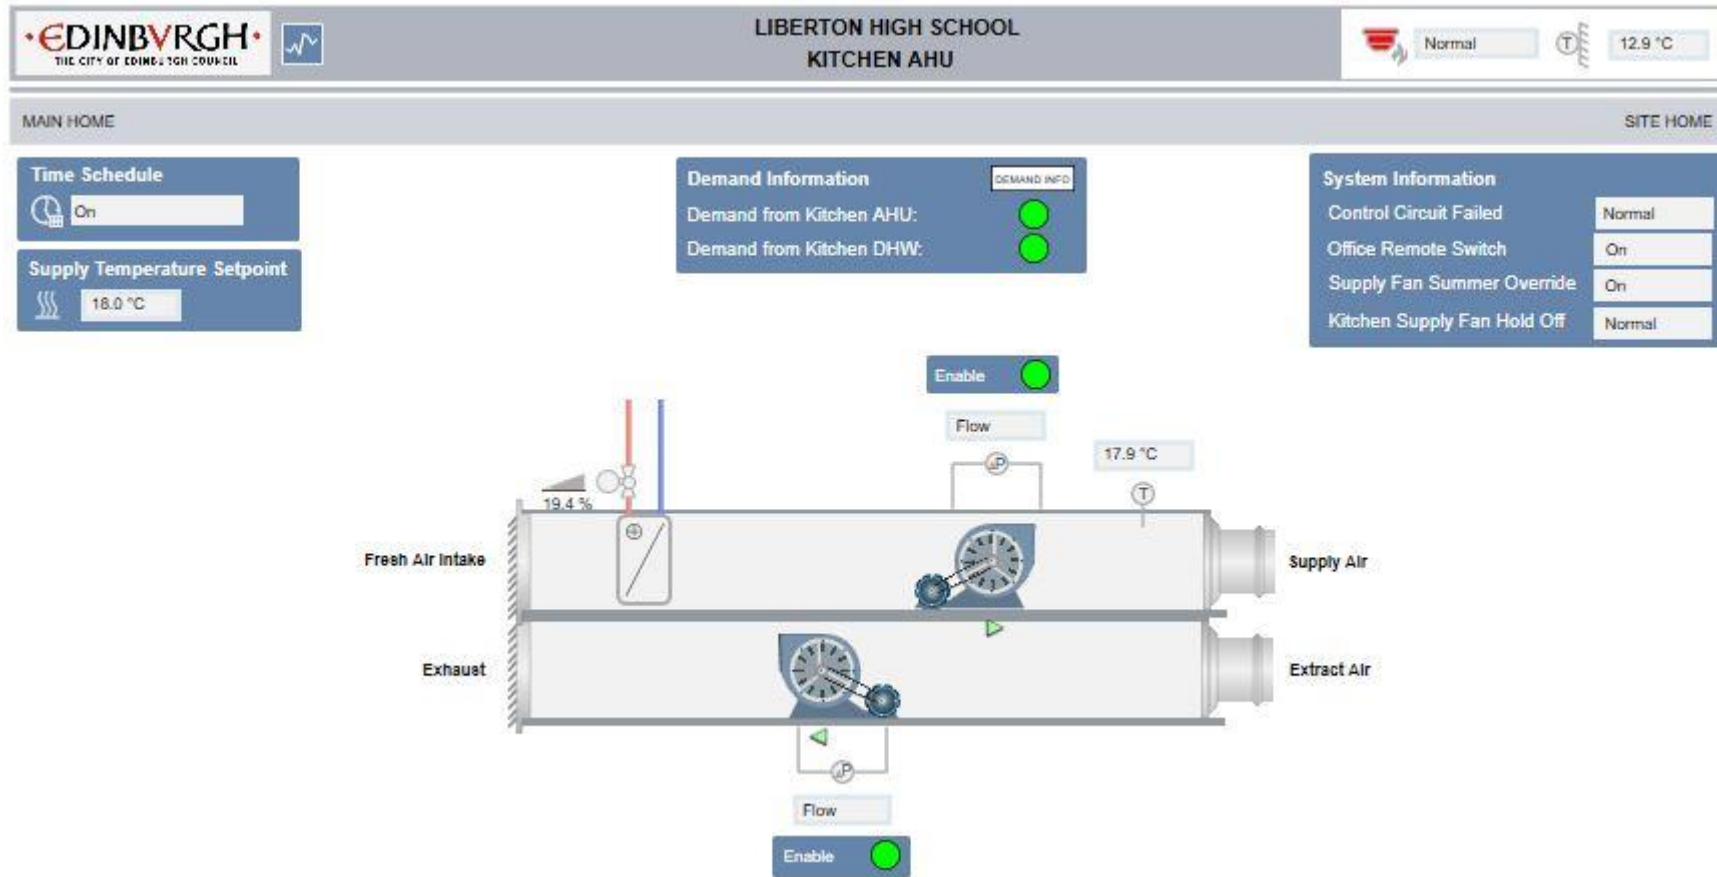 EDINBVRGH
THE CITY OF EDINBURGH COUNCIL
LIBERTON HIGH SCHOOL
KITCHEN AHU
Normal
T
12.9 °C
MAIN HOME
SITE HOME
Time Schedule
On
Supply Temperature Setpoint
18.0 °C
Demand Information
DEMAND INFO
Demand from Kitchen AHU:
Demand from Kitchen DHW:
System Information
Control Circuit Failed
Normal
Office Remote Switch
On
Supply Fan Summer Override
On
Kitchen Supply Fan Hold Off
Normal
Enable
Flow
P
17.9 °C
T
19.4 %
Fresh Air Intake
Supply Air
Exhaust
Extract Air
P
Flow
Enable